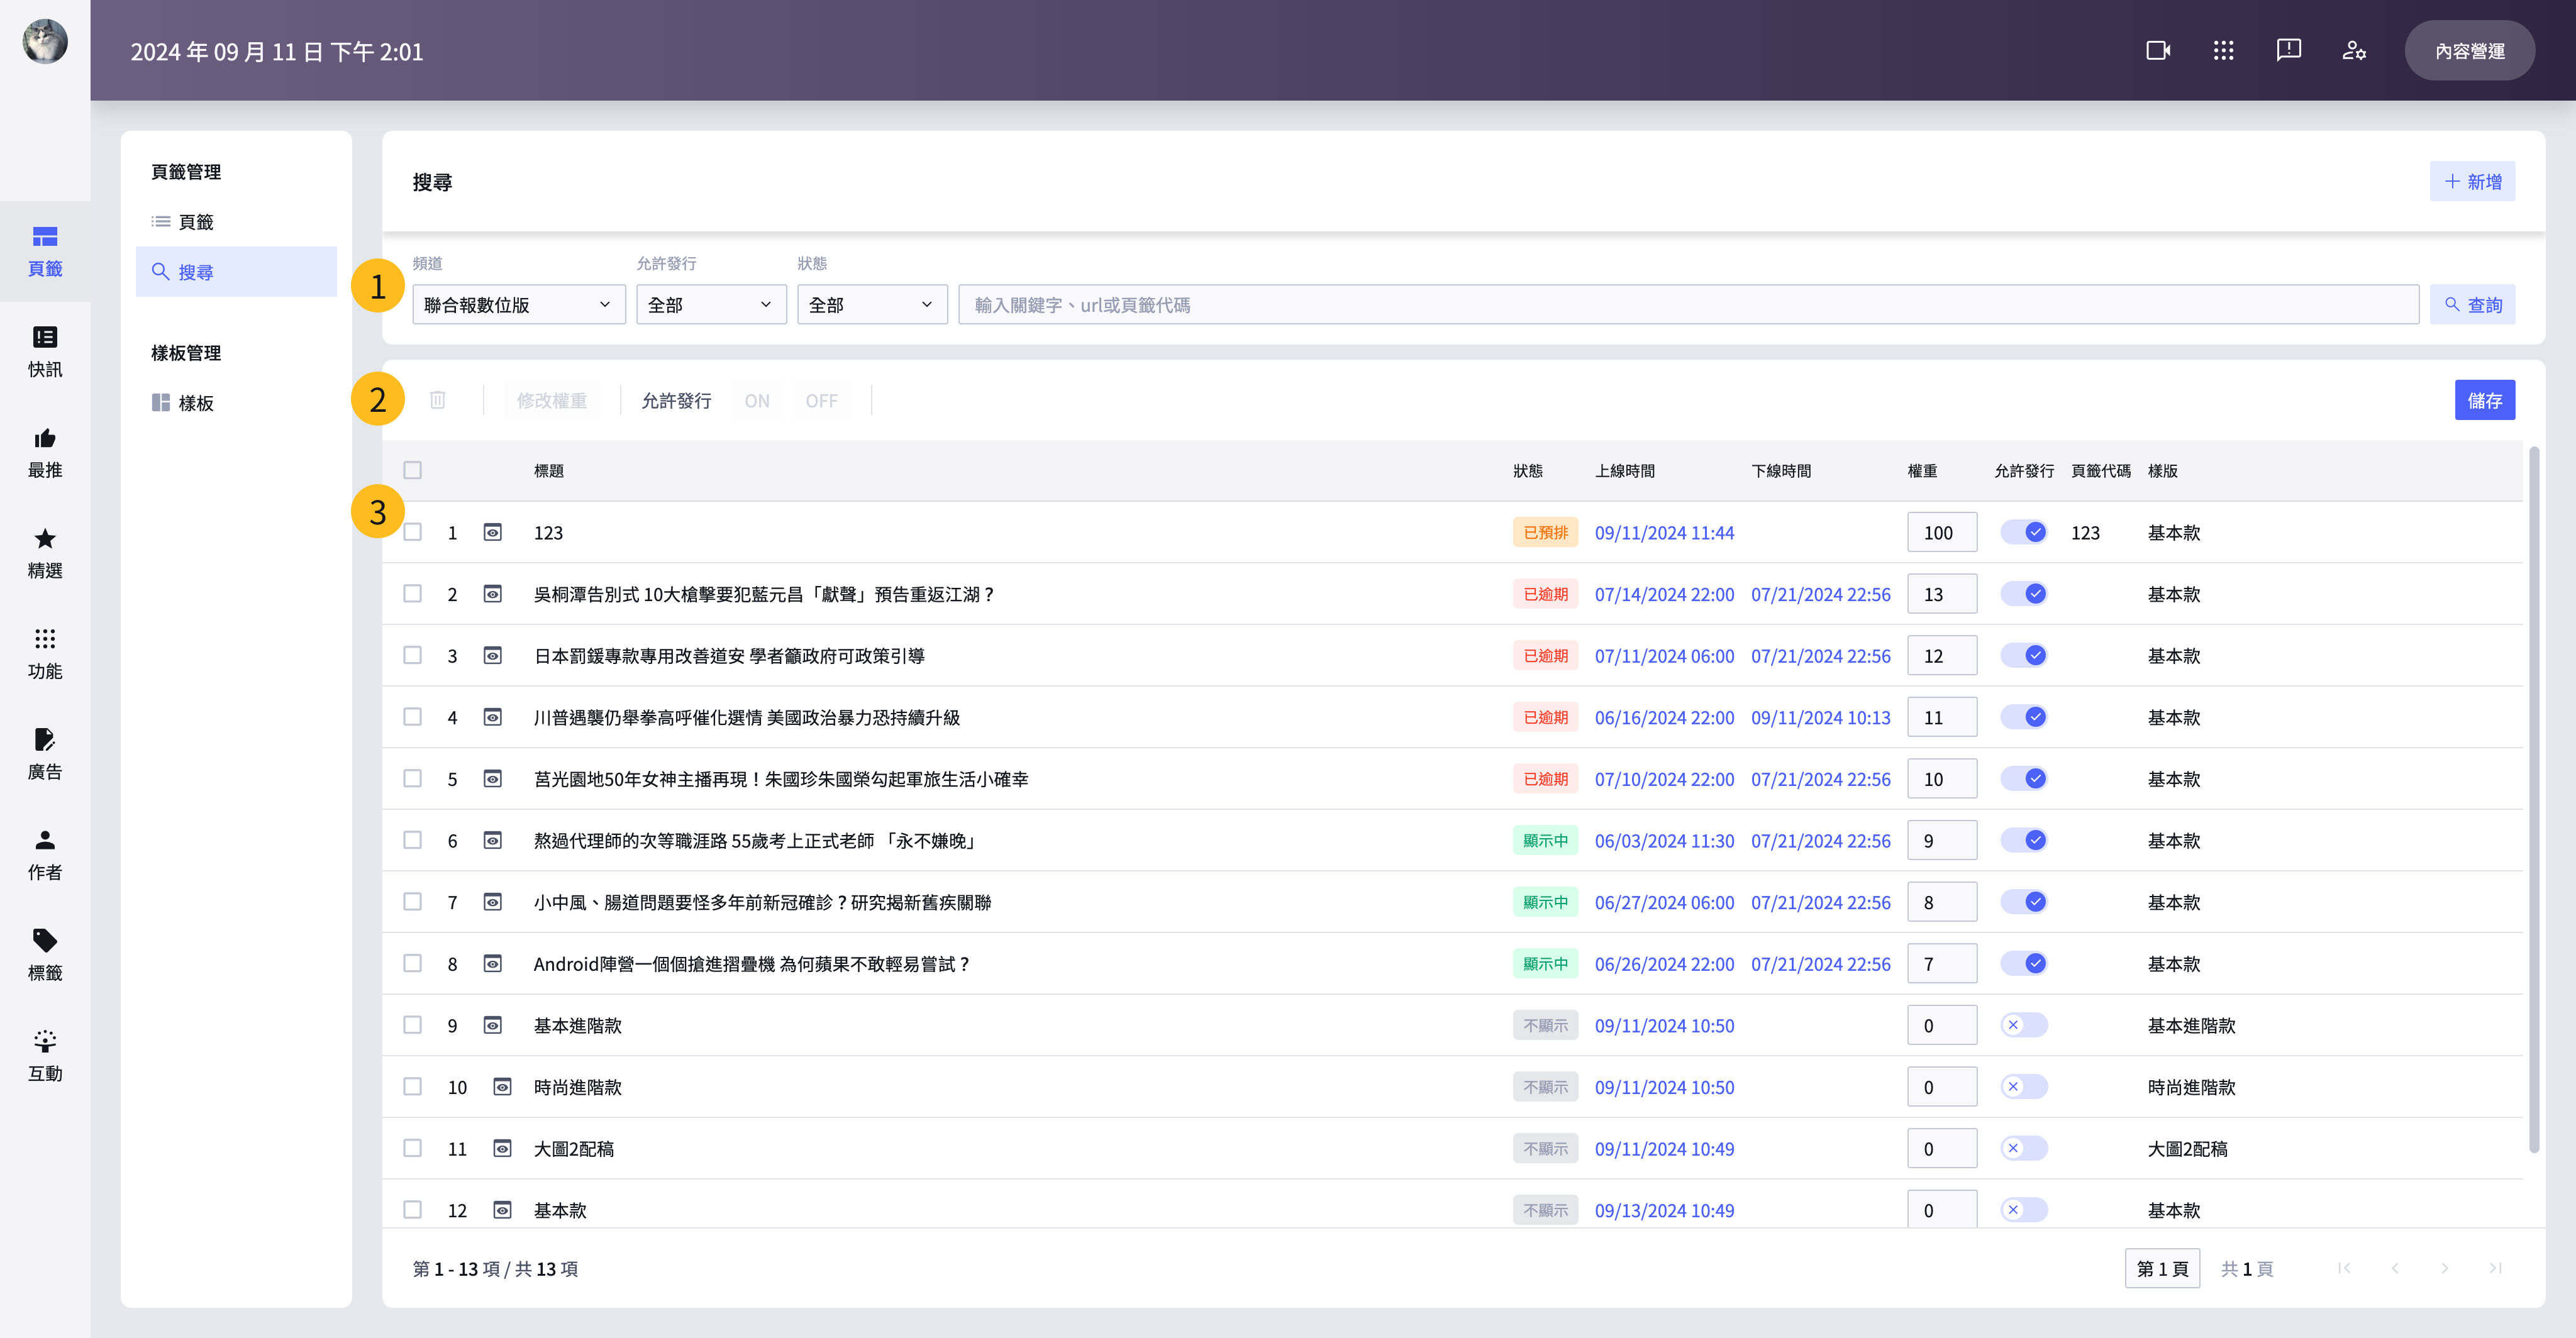 2024 年 09 月 11 日 下午 2:01
內容營運
頁籤
快訊
最推
精選
功能
廣告
作者
標籤
互動
頁籤管理
頁籤
搜尋
樣板管理
樣板
搜尋
新增
1
頻道 允許發行 狀態
聯合報數位版 全部 全部 輸入關鍵字、url或頁籤代碼 查詢
2
修改權重 允許發行 ON OFF 儲存
標題 狀態 上線時間 下線時間 權重 允許發行 頁籤代碼 樣版
3
1 123 已預排 09/11/2024 11:44 100 123 基本款
2 吳桐潭告別式 10大槍擊要犯藍元昌「獻聲」預告重返江湖？ 已逾期 07/14/2024 22:00 07/21/2024 22:56 13 基本款
3 日本罰鍰專款專用改善道安 學者籲政府可政策引導 已逾期 07/11/2024 06:00 07/21/2024 22:56 12 基本款
4 川普遇襲仍舉拳高呼催化選情 美國政治暴力恐持續升級 已逾期 06/16/2024 22:00 09/11/2024 10:13 11 基本款
5 莒光園地50年女神主播再現！朱國珍朱國榮勾起軍旅生活小確幸 已逾期 07/10/2024 22:00 07/21/2024 22:56 10 基本款
6 熬過代理師的次等職涯路 55歲考上正式老師 「永不嫌晚」 顯示中 06/03/2024 11:30 07/21/2024 22:56 9 基本款
7 小中風、腸道問題要怪多年前新冠確診？研究揭新舊疾關聯 顯示中 06/27/2024 06:00 07/21/2024 22:56 8 基本款
8 Android陣營一個個搶進摺疊機 為何蘋果不敢輕易嘗試？ 顯示中 06/26/2024 22:00 07/21/2024 22:56 7 基本款
9 基本進階款 不顯示 09/11/2024 10:50 0 基本進階款
10 時尚進階款 不顯示 09/11/2024 10:50 0 時尚進階款
11 大圖2配稿 不顯示 09/11/2024 10:49 0 大圖2配稿
12 基本款 不顯示 09/13/2024 10:49 0 基本款
第 1 - 13 項 / 共 13 項 第 1 頁 共 1 頁